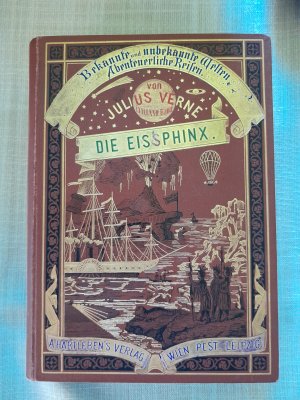 Bekannte und unbekannte Welten.
Abenteuerliche Reisen
von
JULIUS VERNE
DIE EISSPHINX.
A. HARTLEBEN'S VERLAG
WIEN PEST LEIPZIG